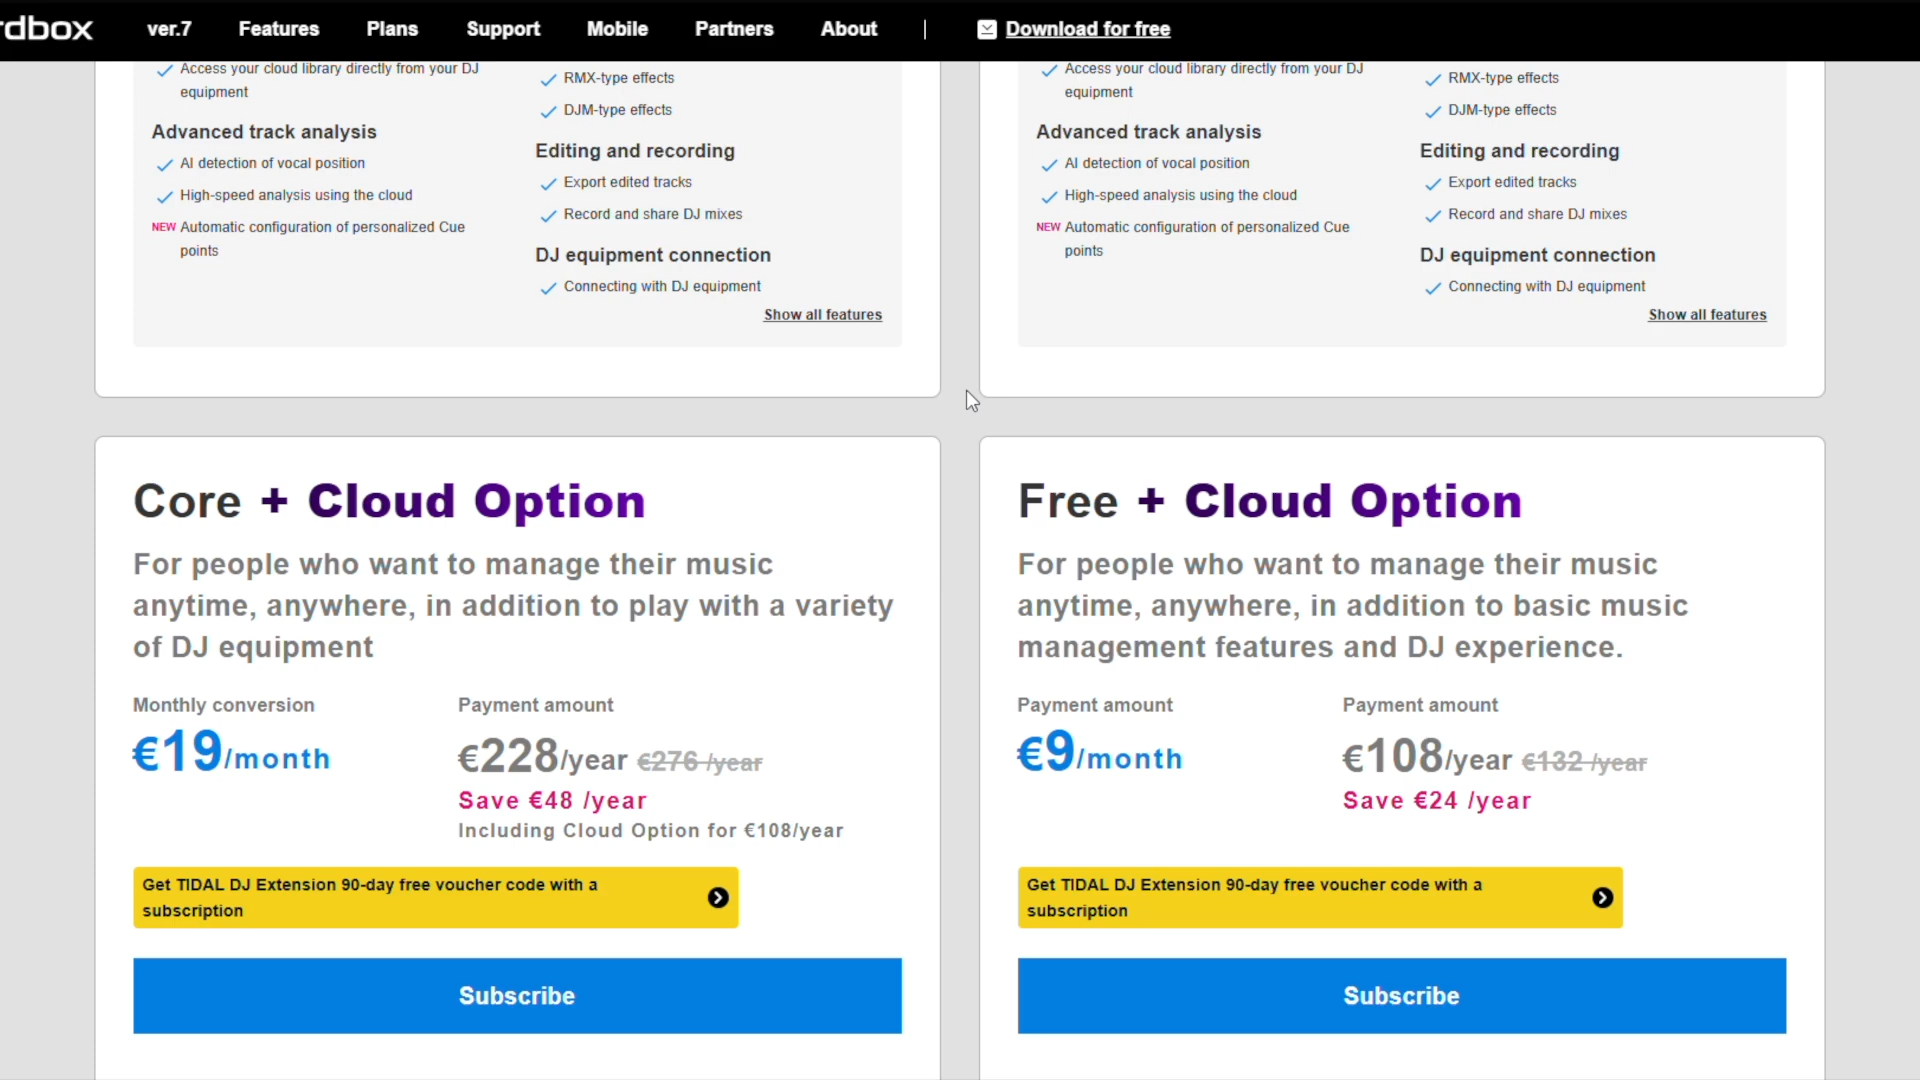 rdbox ver.7 Features Plans Support Mobile Partners About | Download for free
Access your cloud library directly from your DJ
equipment
Advanced track analysis
AI detection of vocal position
High-speed analysis using the cloud
NEW Automatic configuration of personalized Cue
points
RMX-type effects
DJM-type effects
Editing and recording
Export edited tracks
Record and share DJ mixes
DJ equipment connection
Connecting with DJ equipment
Show all features
Access your cloud library directly from your DJ
equipment
Advanced track analysis
AI detection of vocal position
High-speed analysis using the cloud
NEW Automatic configuration of personalized Cue
points
RMX-type effects
DJM-type effects
Editing and recording
Export edited tracks
Record and share DJ mixes
DJ equipment connection
Connecting with DJ equipment
Show all features
Core + Cloud Option
For people who want to manage their music
anytime, anywhere, in addition to play with a variety
of DJ equipment
Monthly conversion
€19/month
Payment amount
€228/year €276 /year
Save €48 /year
Including Cloud Option for €108/year
Get TIDAL DJ Extension 90-day free voucher code with a
subscription
Subscribe
Free + Cloud Option
For people who want to manage their music
anytime, anywhere, in addition to basic music
management features and DJ experience.
Payment amount
€9/month
Payment amount
€108/year €132 /year
Save €24 /year
Get TIDAL DJ Extension 90-day free voucher code with a
subscription
Subscribe